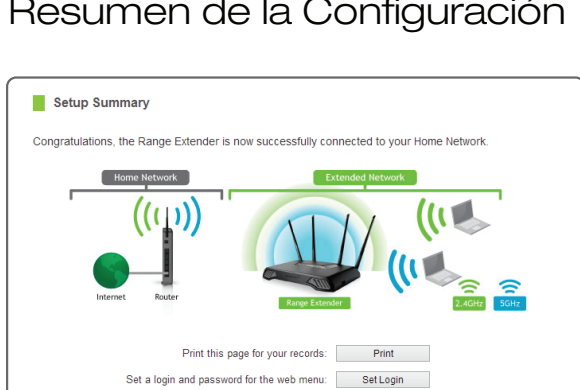 Resumen de la Configuración
Setup Summary
Congratulations, the Range Extender is now successfully connected to your Home Network.
Home Network
Extended Network
Internet
Router
Range Extender
2.4GHz
5GHz
Print this page for your records:
Print
Set a login and password for the web menu:
Set Login